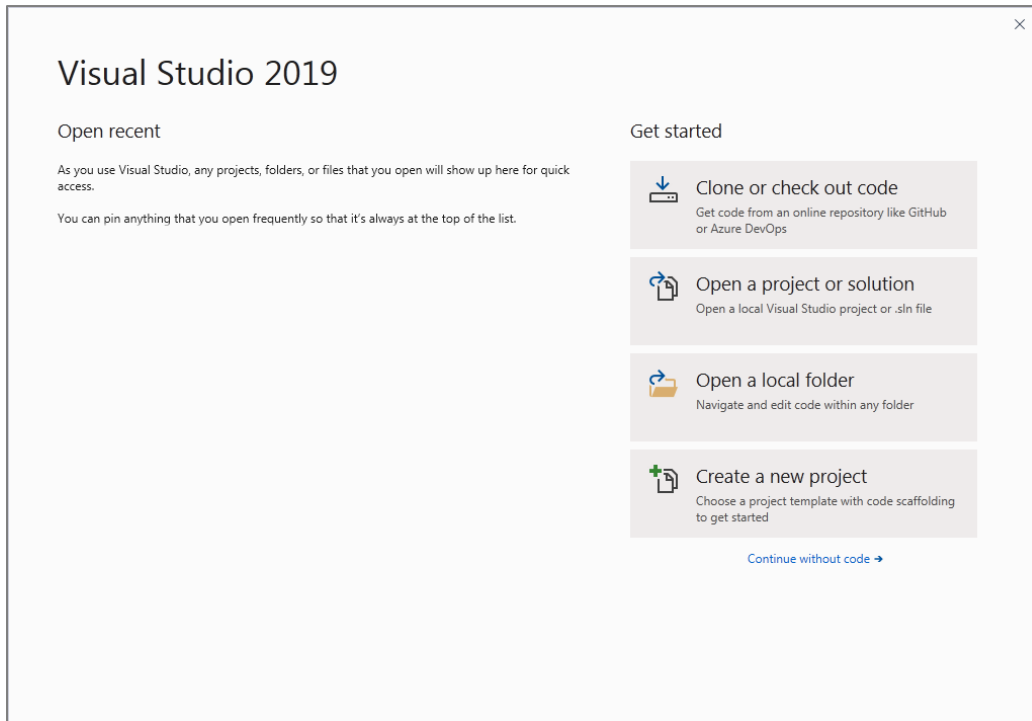 Visual Studio 2019
Open recent
As you use Visual Studio, any projects, folders, or files that you open will show up here for quick
access.
You can pin anything that you open frequently so that it's always at the top of the list.
Get started
Clone or check out code
Get code from an online repository like GitHub
or Azure DevOps
Open a project or solution
Open a local Visual Studio project or .sln file
Open a local folder
Navigate and edit code within any folder
Create a new project
Choose a project template with code scaffolding
to get started
Continue without code →